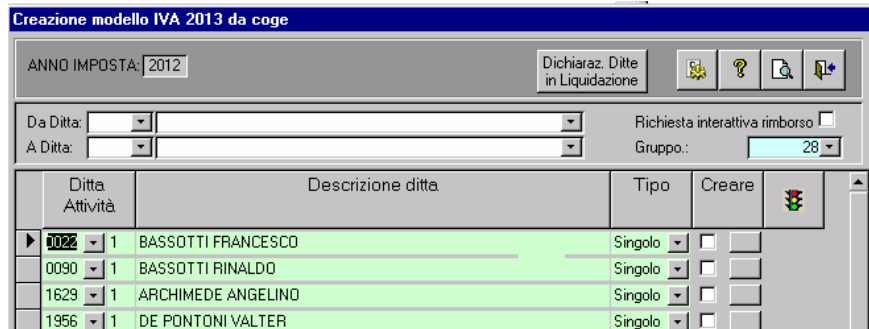 Creazione modello IVA 2013 da coge
ANNO IMPOSTA: 2012
Dichiaraz. Ditte
in Liquidazione
?
Da Ditta:
Richiesta interattiva rimborso
A Ditta:
Gruppo.: 28
Ditta
Attività
Descrizione ditta
Tipo
Creare
0022 1 BASSOTTI FRANCESCO Singolo
0090 1 BASSOTTI RINALDO Singolo
1629 1 ARCHIMEDE ANGELINO Singolo
1956 1 DE PONTONI VALTER Singolo